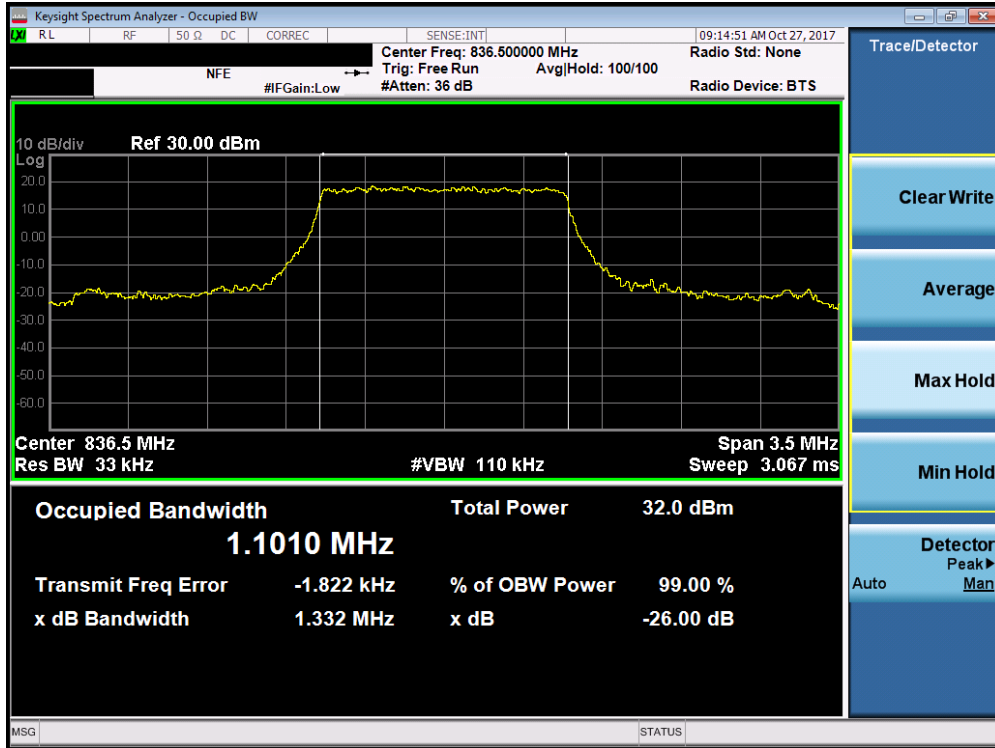 Keysight Spectrum Analyzer - Occupied BW
LXI RL RF 50 Ω DC CORREC SENSE:INT 09:14:51 AM Oct 27, 2017
Center Freq: 836.500000 MHz Radio Std: None
NFE Trig: Free Run Avg|Hold: 100/100
#IFGain:Low #Atten: 36 dB Radio Device: BTS
Trace/Detector
10 dB/div Ref 30.00 dBm
Log
20.0
10.0
0.00
-10.0
-20.0
-30.0
-40.0
-50.0
-60.0
Center 836.5 MHz Span 3.5 MHz
Res BW 33 kHz #VBW 110 kHz Sweep 3.067 ms
Occupied Bandwidth Total Power 32.0 dBm
1.1010 MHz
Transmit Freq Error -1.822 kHz % of OBW Power 99.00 %
x dB Bandwidth 1.332 MHz x dB -26.00 dB
Clear Write
Average
Max Hold
Min Hold
Detector
Peak▶
Auto Man
MSG STATUS